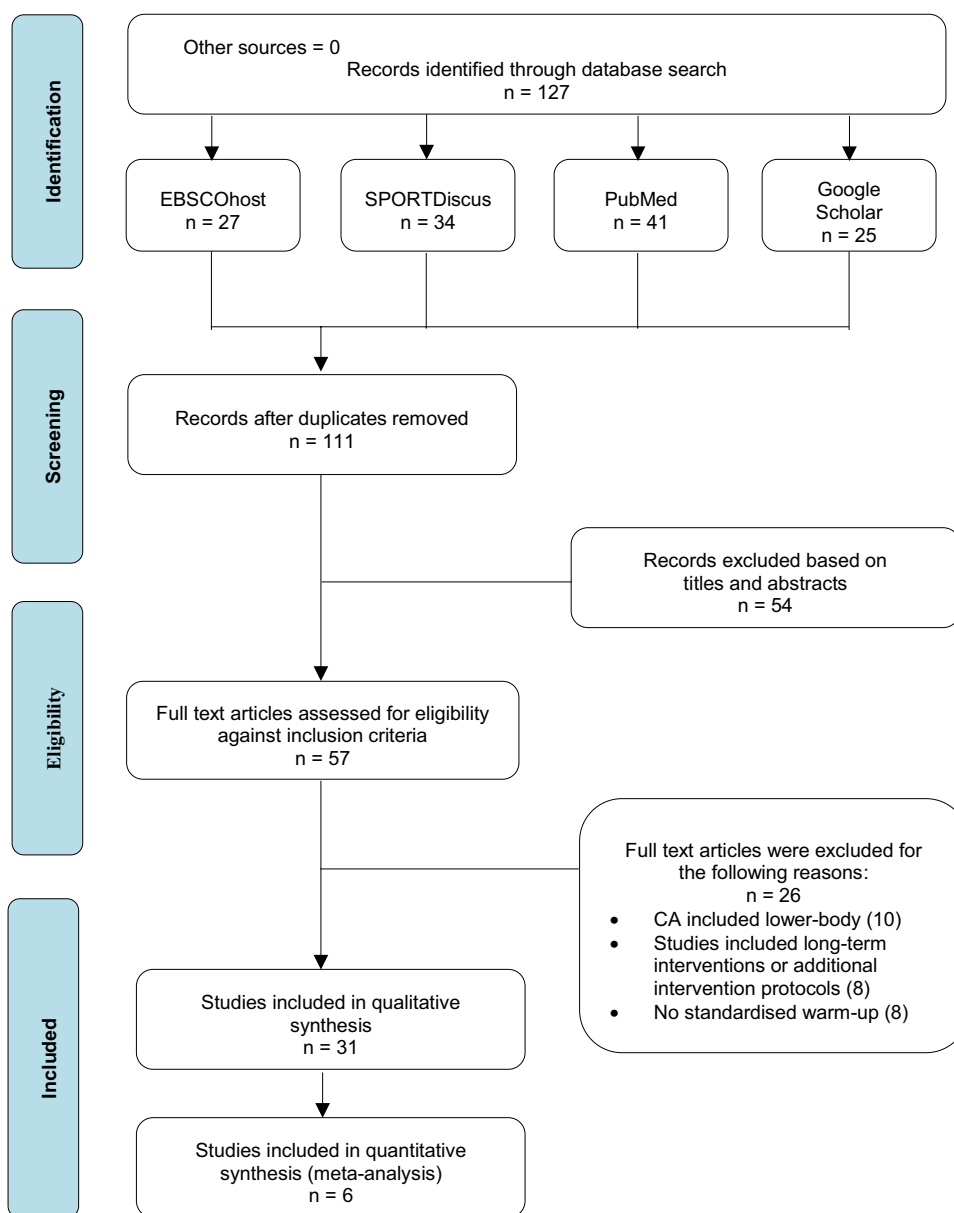 Identification
Other sources = 0
Records identified through database search
n = 127
EBSCOhost
n = 27
SPORTDiscus
n = 34
PubMed
n = 41
Google
Scholar
n = 25
Screening
Records after duplicates removed
n = 111
Records excluded based on
titles and abstracts
n = 54
Eligibility
Full text articles assessed for eligibility
against inclusion criteria
n = 57
Full text articles were excluded for
the following reasons:
n = 26
• CA included lower-body (10)
• Studies included long-term
interventions or additional
intervention protocols (8)
• No standardised warm-up (8)
Included
Studies included in qualitative
synthesis
n = 31
Studies included in quantitative
synthesis (meta-analysis)
n = 6